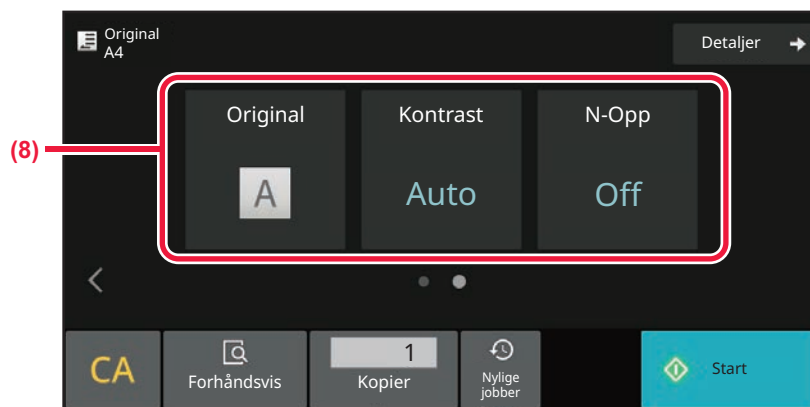 Original
A4
Detaljer
(8)
Original
Kontrast
N-Opp
A
Auto
Off
CA
Forhåndsvis
1
Kopier
Nylige
jobber
Start